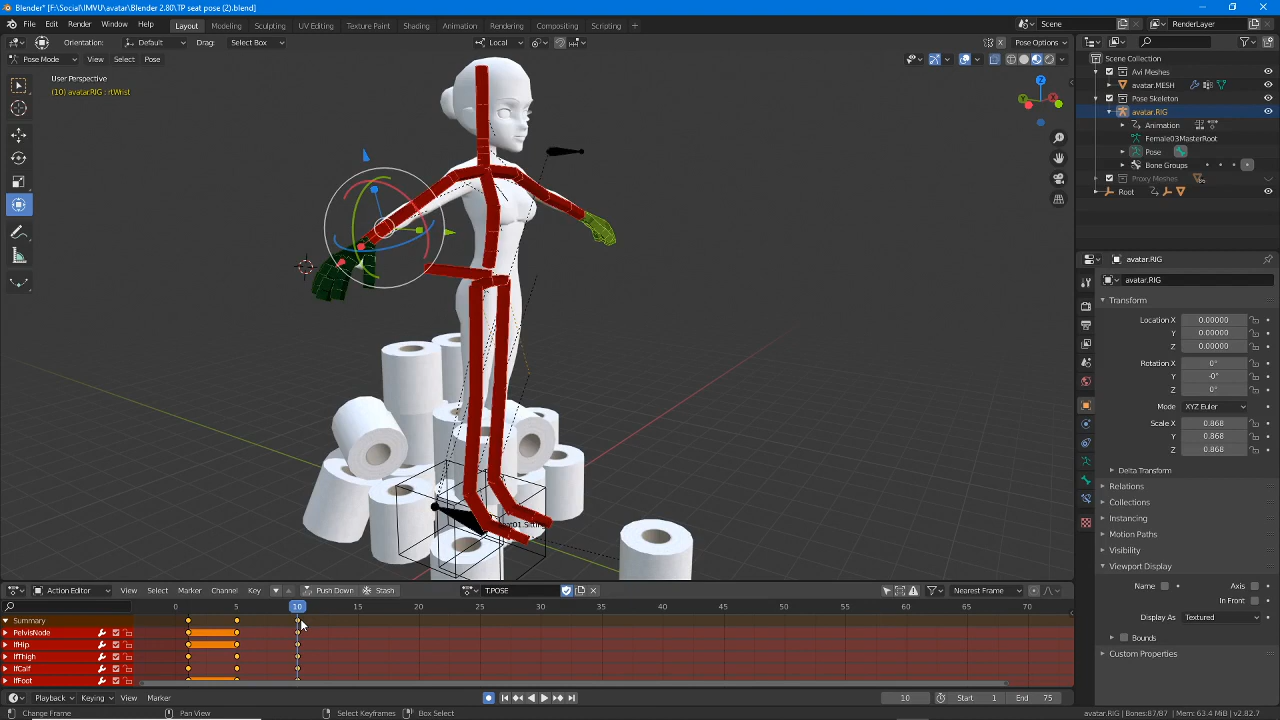 Blender* [F:\Social\IMVU\avatar\Blender 2.80\TP seat pose (2).blend]
File Edit Render Window Help Layout Modeling Sculpting UV Editing Texture Paint Shading Animation Rendering Compositing Scripting + Scene RenderLayer
Orientation: Default Drag: Select Box Local Pose Options
Pose Mode View Select Pose
User Perspective
(10) avatar.RIG : rtWrist
Scene Collection
Avi Meshes
avatar.MESH
Pose Skeleton
avatar.RIG
Animation
Female03MasterRoot
Pose
Bone Groups
Proxy Meshes
Root
Z
avatar.RIG
avatar.RIG
Transform
Location X 0.00000
Y 0.00000
Z 0.00000
Rotation X 0°
Y -0°
Z 0°
Mode XYZ Euler
Scale X 0.868
Y 0.868
Z 0.868
Delta Transform
Relations
Collections
Instancing
Motion Paths
Visibility
Viewport Display
Name Axis
In Front
Display As Textured
Bounds
Custom Properties
Action Editor View Select Marker Channel Key Push Down Stash T.POSE Nearest Frame
0 5 10 15 20 25 30 35 40 45 50 55 60 65 70
Summary
PelvisNode
lfHip
lfThigh
lfCalf
lfFoot
Playback Keying View Marker 10 Start 1 End 75
Change Frame Pan View Select Keyframes Box Select avatar.RIG | Bones:87/87 | Mem: 63.4 MiB | v2.82.7